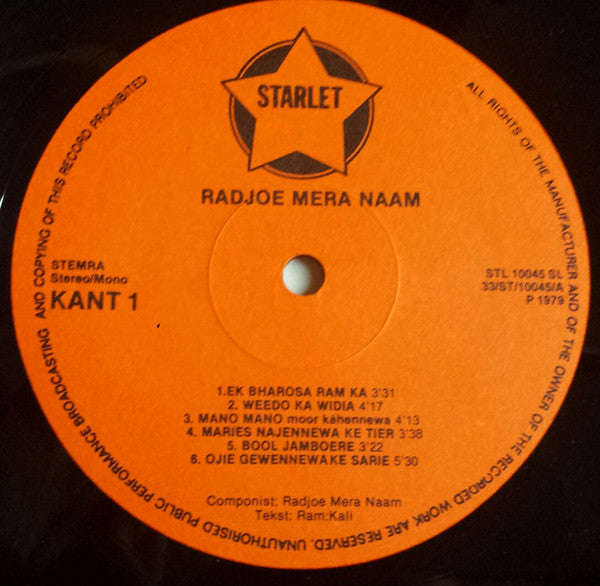 STARLET
RADJOE MERA NAAM
STEMRA
Stereo/Mono
KANT 1
STL 10045 SL
33/ST/10045/A
P 1979
1.EK BHAROSA RAM KA 3'31
2. WEEDO KA WIDIA 4'17
3. MANO MANO moor kahennewa 4'13
4. MARIES NAJENNEWA KE TIER 3'38
5. BOOL JAMBOERE 3'22
6. OJIE GEWENNEWAKE SARIE 5'30
Componist: Radjoe Mera Naam
Tekst: Ram:Kali
ALL RIGHTS OF THE MANUFACTURER AND OF THE OWNER OF THE RECORDED WORK ARE RESERVED. UNAUTHORISED PUBLIC PERFORMANCE BROADCASTING AND COPYING OF THIS RECORD PROHIBITED